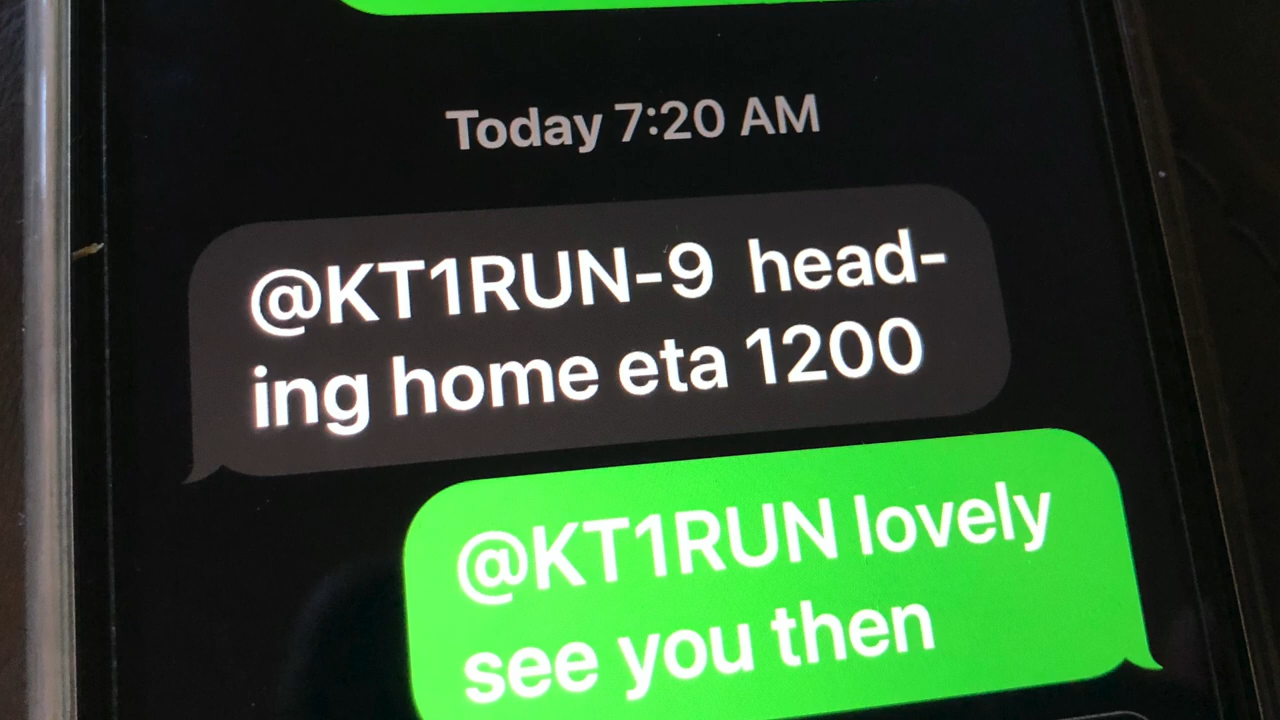 Today 7:20 AM
@KT1RUN-9  head-
ing home eta 1200
@KT1RUN lovely
see you then